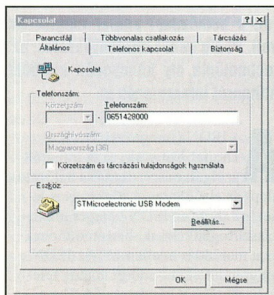 Kapcsolat
Parancsfájl Többvonalas csatlakozás Tárcsázás
Általános Telefonos kapcsolat Biztonság
Kapcsolat
Telefonszám:
Körzetszám: Telefonszám:
- 0651428000
Országhívószám:
Magyarország (36)
Körzetszám és tárcsázási tulajdonságok használata
Eszköz:
STMicroelectronic USB Modem
Beállítás...
OK Mégse